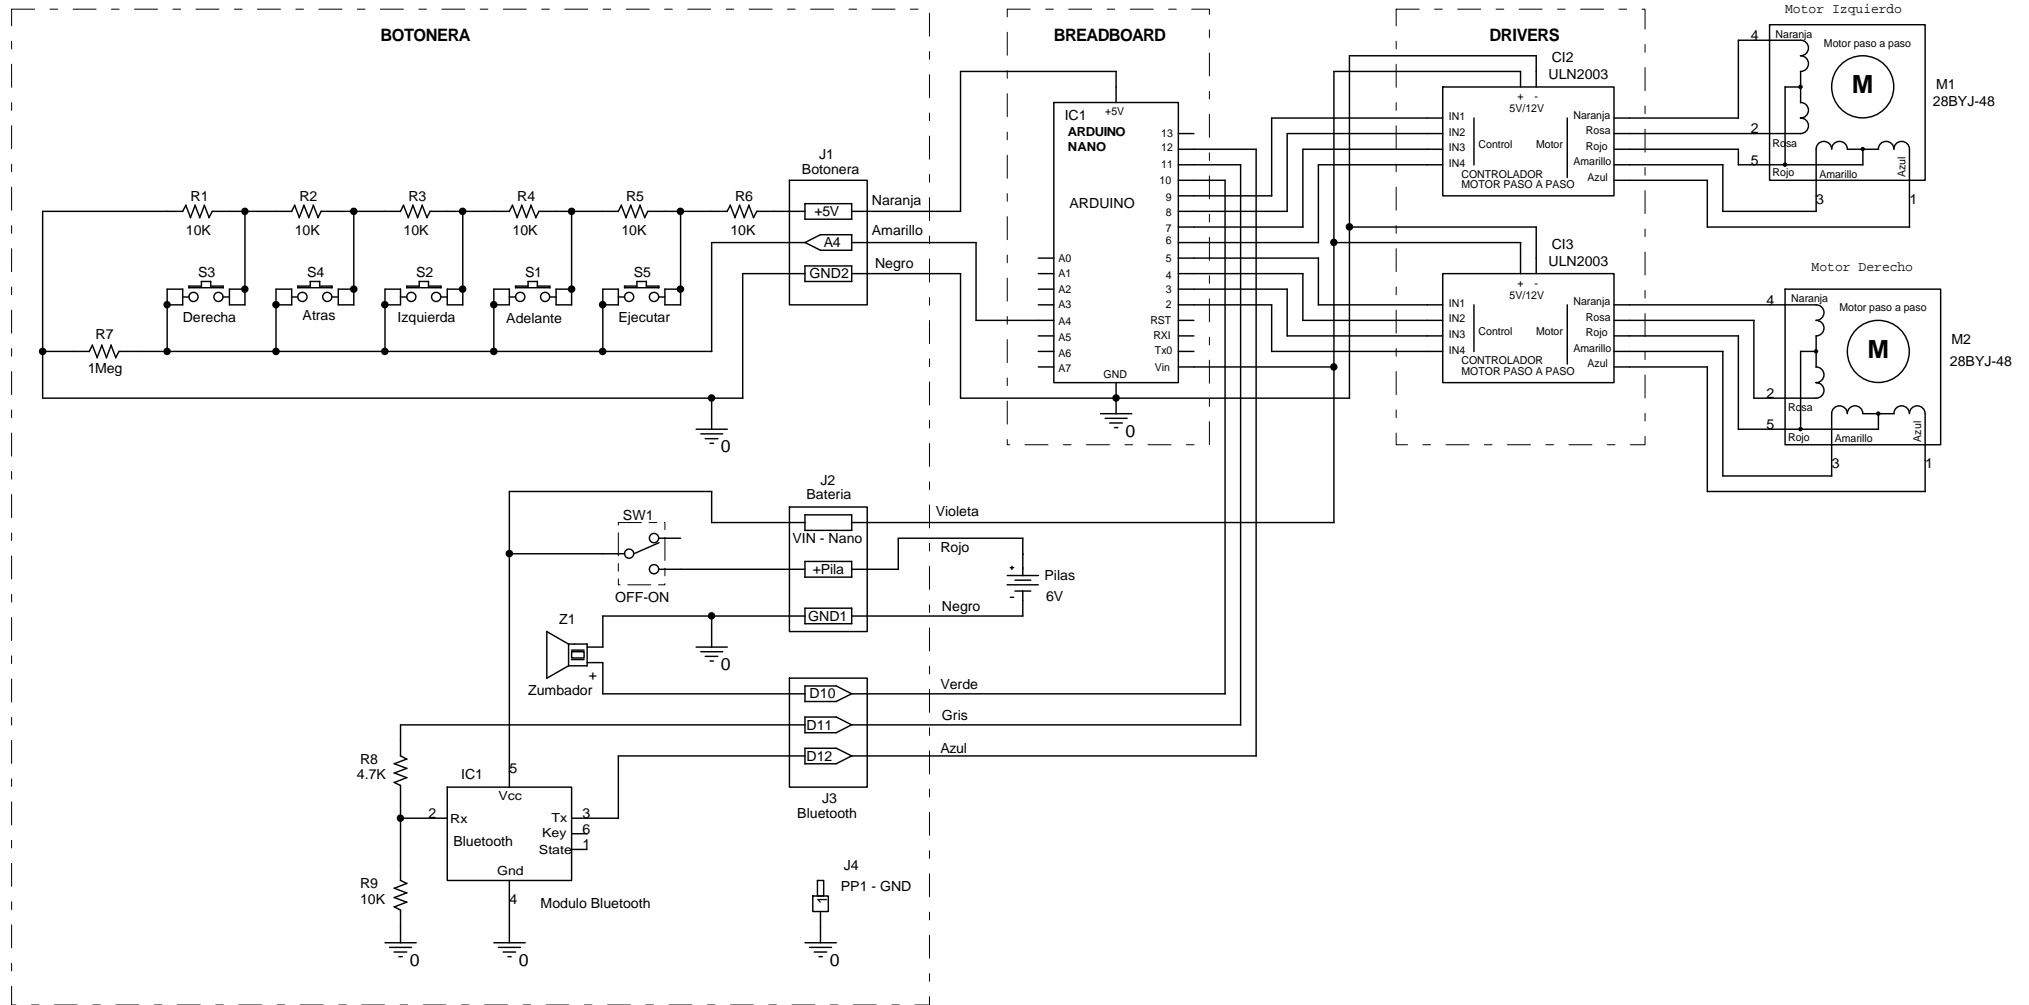 BOTONERA
R1
10K
R2
10K
R3
10K
R4
10K
R5
10K
R6
10K
S3
Derecha
S4
Atras
S2
Izquierda
S1
Adelante
S5
Ejecutar
R7
1Meg
0
J1
Botonera
+5V
A4
GND2
Naranja
Amarillo
Negro
J2
Bateria
VIN - Nano
+Pila
GND1
Violeta
Rojo
Negro
SW1
OFF-ON
Z1
+
Zumbador
0
+
-
Pilas
6V
D10
D11
D12
J3
Bluetooth
Verde
Gris
Azul
R8
4.7K
R9
10K
0
IC1
5
Vcc
2
Rx
Tx
3
Key
6
State
1
Bluetooth
Gnd
4
Modulo Bluetooth
0
J4
PP1 - GND
1
0
BREADBOARD
IC1
+5V
ARDUINO
NANO
ARDUINO
13
12
11
10
9
8
7
6
5
4
3
2
RST
RXI
Tx0
Vin
A0
A1
A2
A3
A4
A5
A6
A7
GND
0
DRIVERS
CI2
ULN2003
+ -
5V/12V
IN1
IN2
IN3
IN4
Control
Motor
Naranja
Rosa
Rojo
Amarillo
Azul
CONTROLADOR
MOTOR PASO A PASO
CI3
ULN2003
+ -
5V/12V
IN1
IN2
IN3
IN4
Control
Motor
Naranja
Rosa
Rojo
Amarillo
Azul
CONTROLADOR
MOTOR PASO A PASO
Motor Izquierdo
4
Naranja
Motor paso a paso
M
2
Rosa
5
Rojo
Amarillo
Azul
3
1
M1
28BYJ-48
Motor Derecho
4
Naranja
Motor paso a paso
M
2
Rosa
5
Rojo
Amarillo
Azul
3
1
M2
28BYJ-48